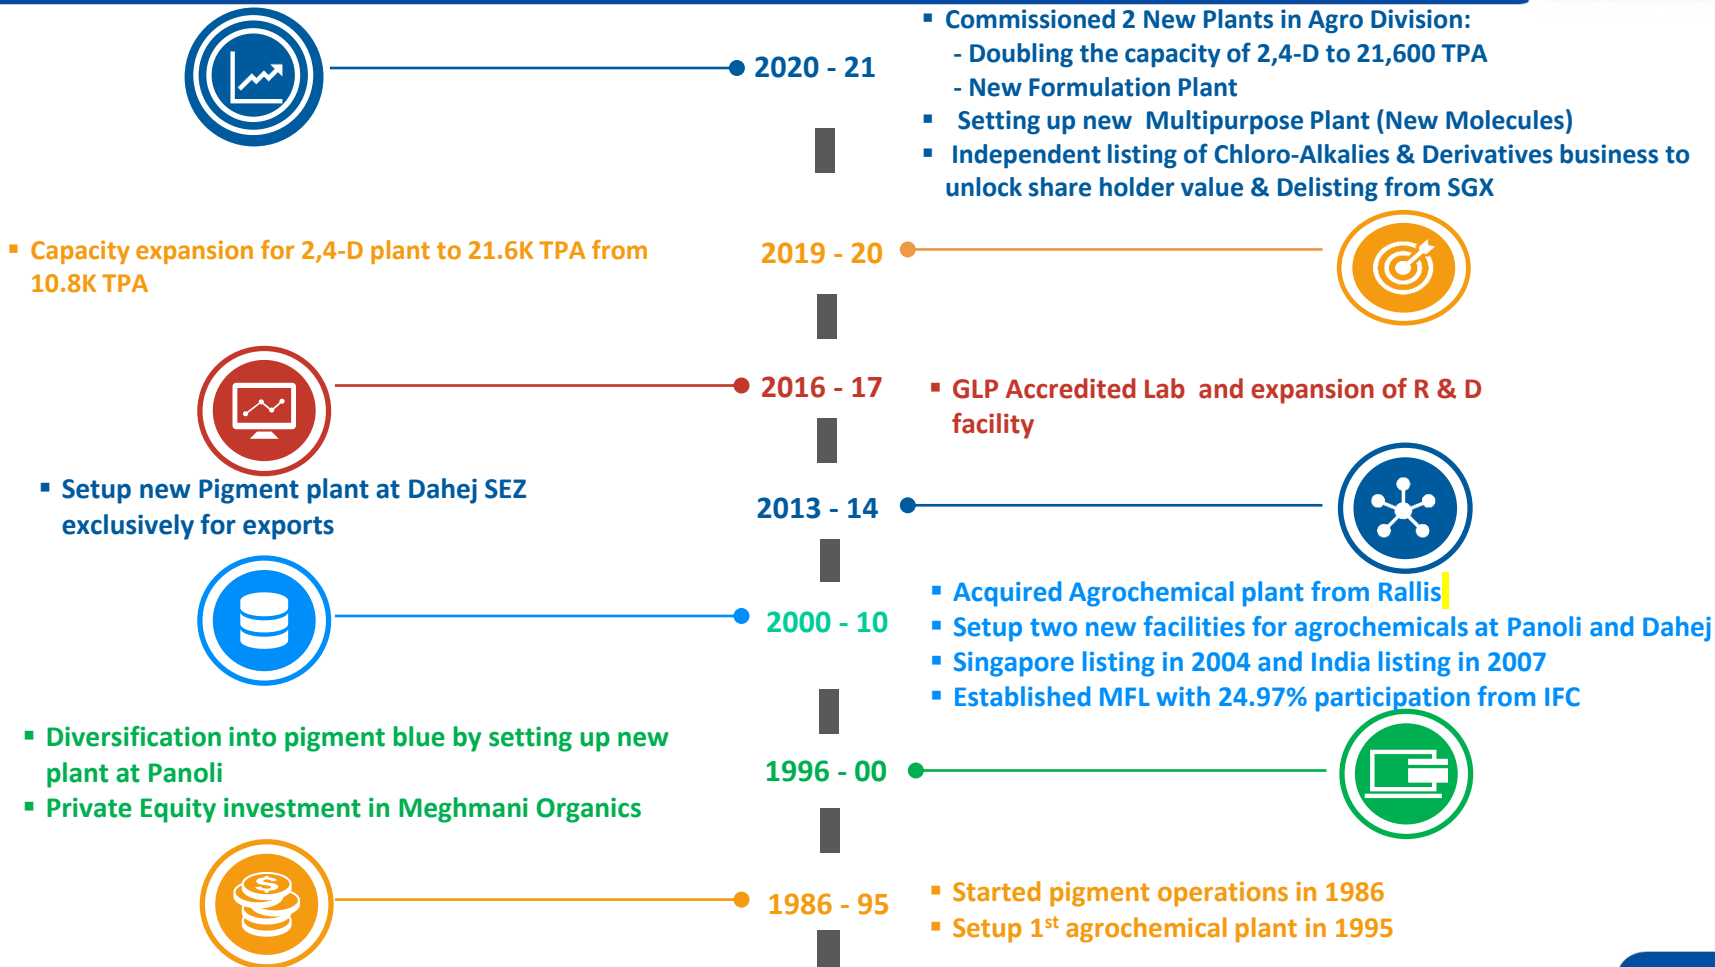 ▪ Commissioned 2 New Plants in Agro Division:
- Doubling the capacity of 2,4-D to 21,600 TPA
2020 - 21
- New Formulation Plant
▪ Setting up new Multipurpose Plant (New Molecules)
▪ Independent listing of Chloro-Alkalies & Derivatives business to
unlock share holder value & Delisting from SGX
2019 - 20
▪ Capacity expansion for 2,4-D plant to 21.6K TPA from
10.8K TPA
2016 - 17
▪ GLP Accredited Lab and expansion of R & D
facility
2013 - 14
▪ Setup new Pigment plant at Dahej SEZ
exclusively for exports
2000 - 10
▪ Acquired Agrochemical plant from Rallis
▪ Setup two new facilities for agrochemicals at Panoli and Dahej
▪ Singapore listing in 2004 and India listing in 2007
▪ Established MFL with 24.97% participation from IFC
1996 - 00
▪ Diversification into pigment blue by setting up new
plant at Panoli
▪ Private Equity investment in Meghmani Organics
$
1986 - 95
▪ Started pigment operations in 1986
▪ Setup 1st agrochemical plant in 1995